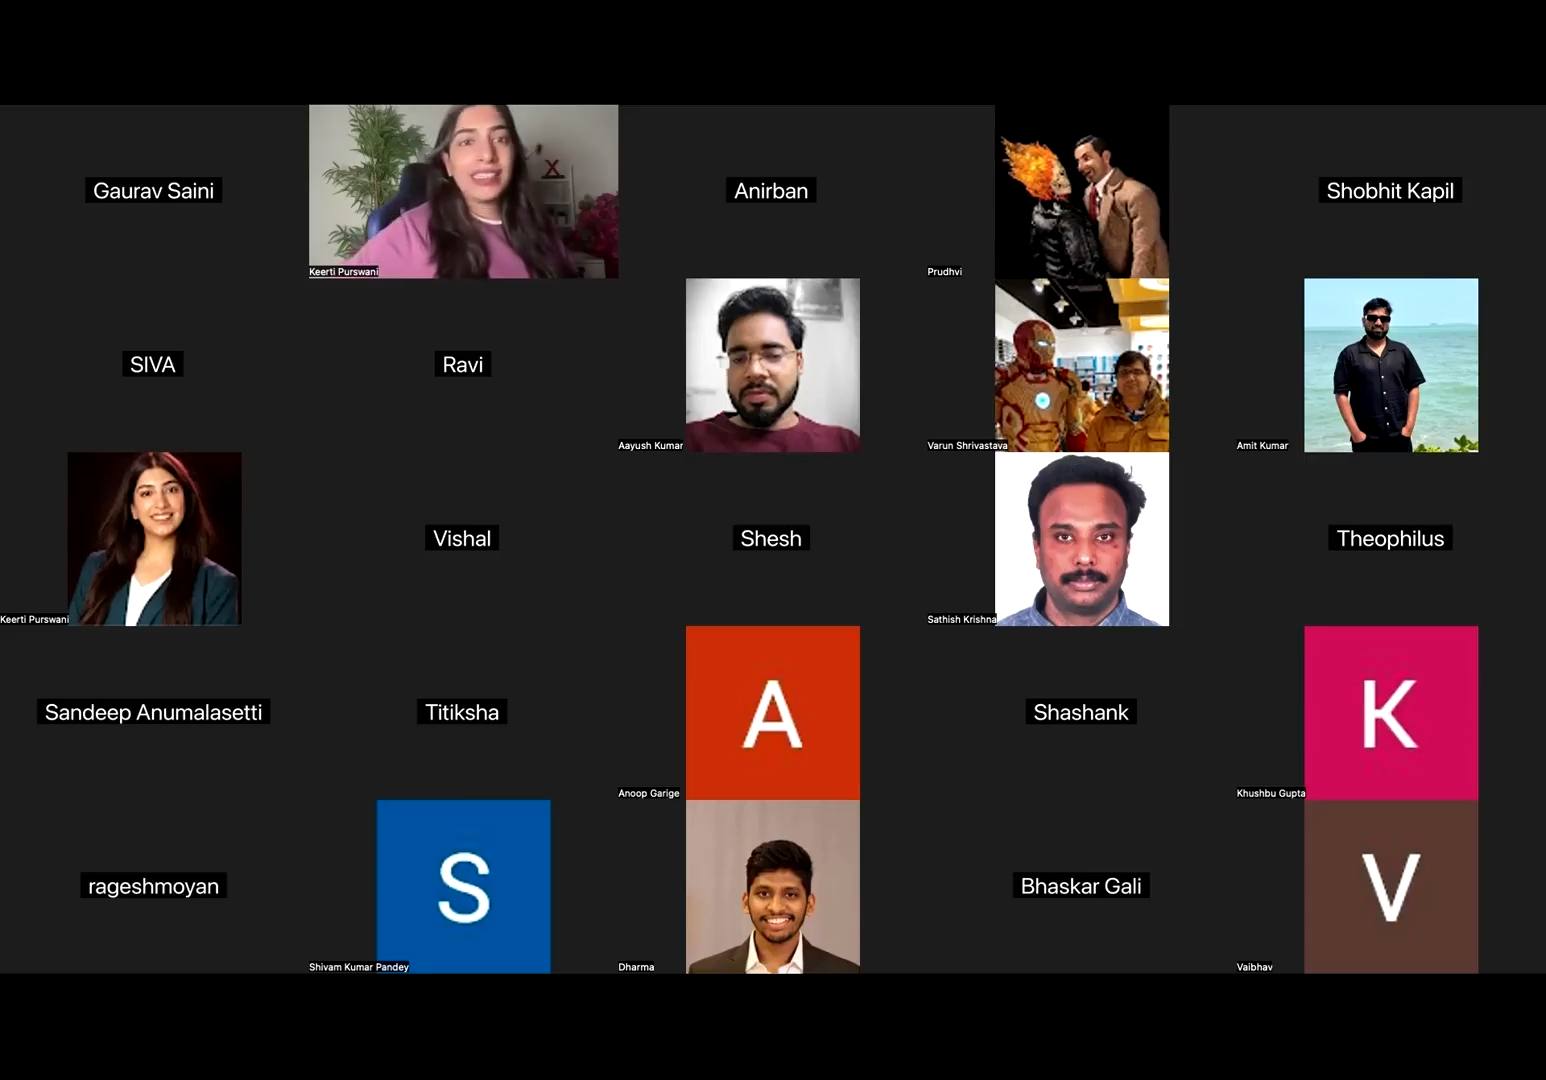 Gaurav Saini
Keerti Purswani
Anirban
Prudhvi
Shobhit Kapil
SIVA
Ravi
Aayush Kumar
Varun Shrivastava
Amit Kumar
Keerti Purswani
Vishal
Shesh
Sathish Krishna
Theophilus
Sandeep Anumalasetti
Titiksha
A
Anoop Garige
Shashank
K
Khushbu Gupta
rageshmoyan
S
Shivam Kumar Pandey
Dharma
Bhaskar Gali
V
Vaibhav